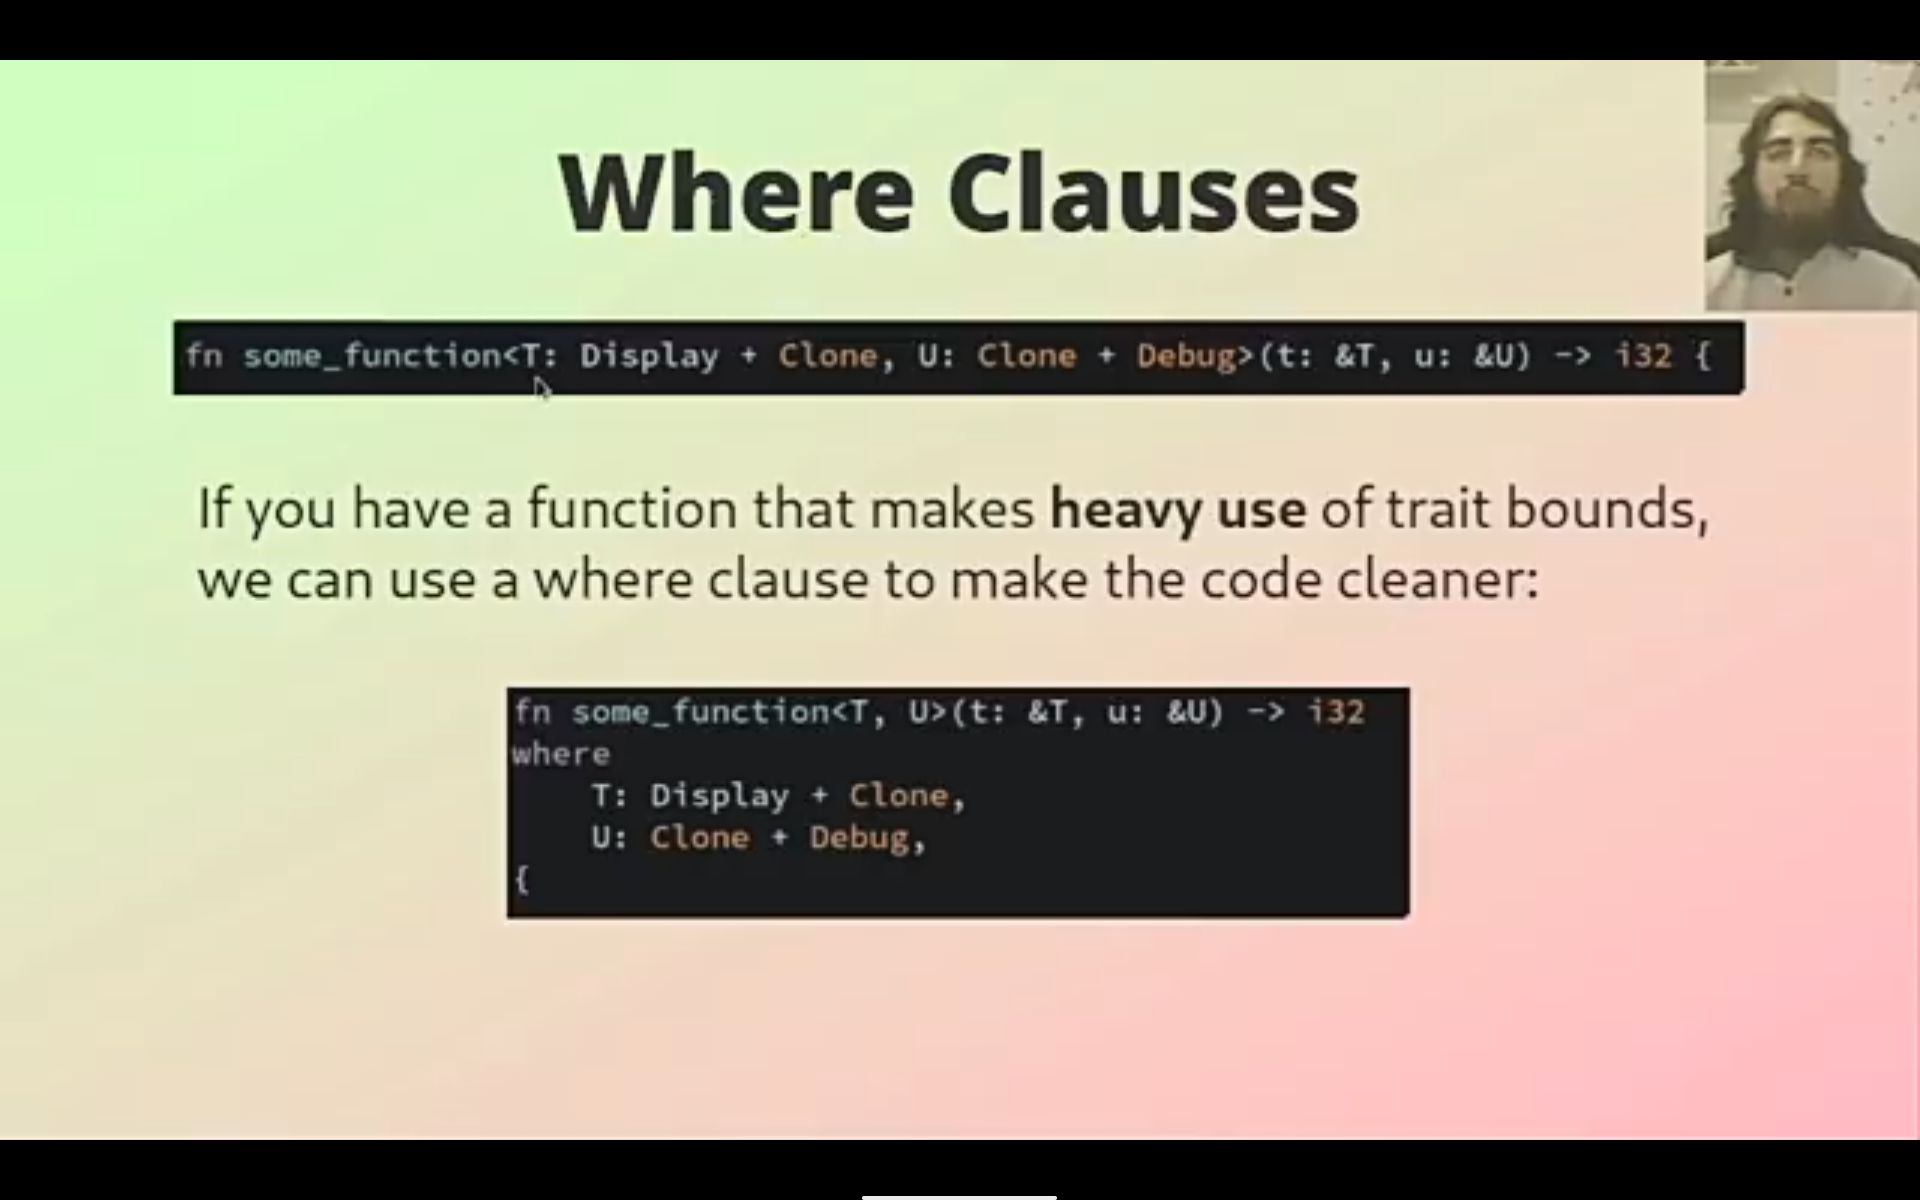 Where Clauses
fn some_function<T: Display + Clone, U: Clone + Debug>(t: &T, u: &U) -> i32 {
If you have a function that makes heavy use of trait bounds,
we can use a where clause to make the code cleaner:
fn some_function<T, U>(t: &T, u: &U) -> i32
where
    T: Display + Clone,
    U: Clone + Debug,
{